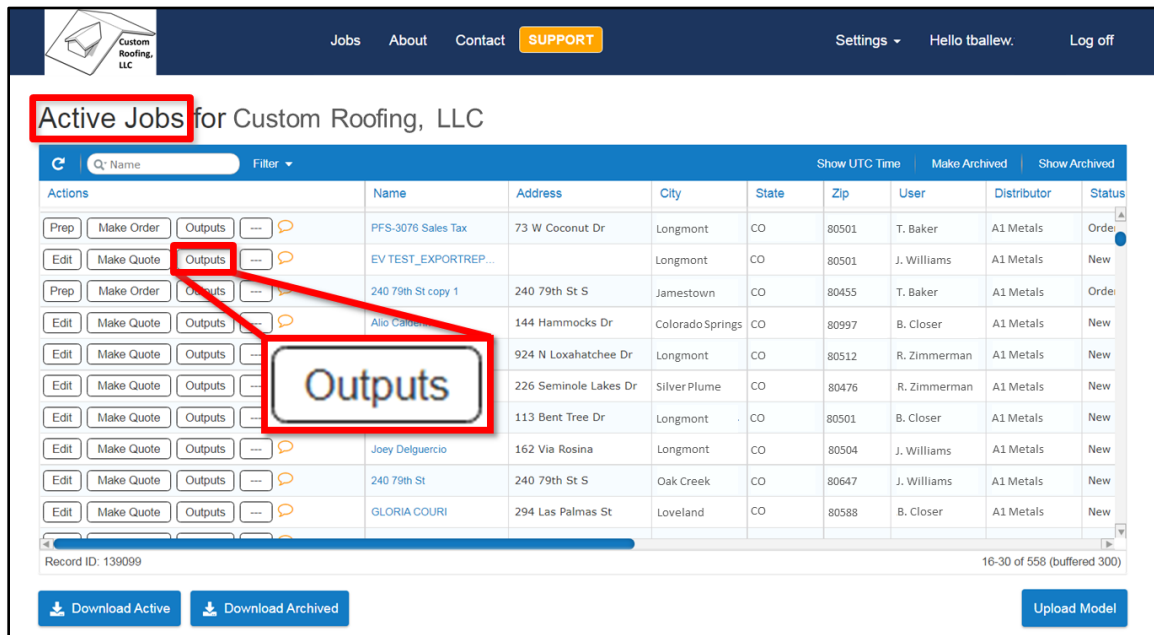 Custom
Roofing,
LLC
Jobs About Contact SUPPORT Settings Hello tballew. Log off
Active Jobs for Custom Roofing, LLC
Name Filter Show UTC Time Make Archived Show Archived
Actions Name Address City State Zip User Distributor Status
Prep Make Order Outputs --- PFS-3076 Sales Tax 73 W Coconut Dr Longmont CO 80501 T. Baker A1 Metals Order
Edit Make Quote Outputs --- EV TEST_EXPORTREP... Longmont CO 80501 J. Williams A1 Metals New
Prep Make Order Outputs --- 240 79th St copy 1 240 79th St S Jamestown CO 80455 T. Baker A1 Metals Order
Edit Make Quote Outputs --- Alio 144 Hammocks Dr Colorado Springs CO 80997 B. Closer A1 Metals New
Edit Make Quote Outputs --- 924 N Loxahatchee Dr Longmont CO 80512 R. Zimmerman A1 Metals New
Outputs
Edit Make Quote Outputs --- 226 Seminole Lakes Dr Silver Plume CO 80476 R. Zimmerman A1 Metals New
Edit Make Quote Outputs --- 113 Bent Tree Dr Longmont CO 80501 B. Closer A1 Metals New
Edit Make Quote Outputs --- Joey Delguercio 162 Via Rosina Longmont CO 80504 J. Williams A1 Metals New
Edit Make Quote Outputs --- 240 79th St 240 79th St S Oak Creek CO 80647 J. Williams A1 Metals New
Edit Make Quote Outputs --- GLORIA COURI 294 Las Palmas St Loveland CO 80588 B. Closer A1 Metals New
Record ID: 139099 16-30 of 558 (buffered 300)
Download Active Download Archived Upload Model